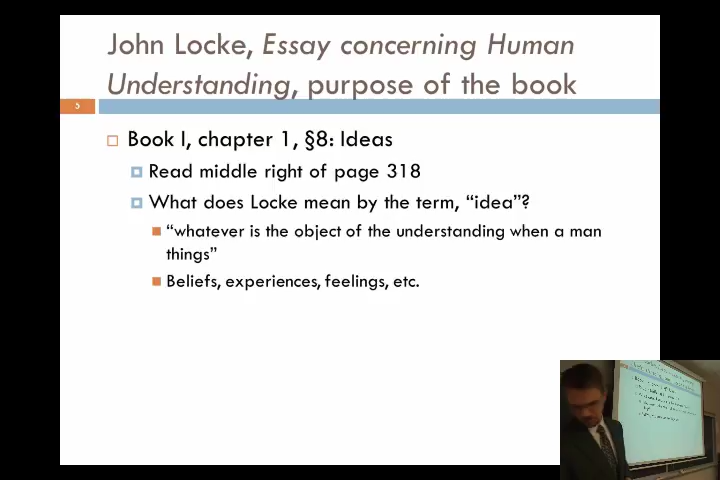 John Locke, Essay concerning Human
Understanding, purpose of the book
5
Book I, chapter 1, §8: Ideas
Read middle right of page 318
What does Locke mean by the term, “idea”?
“whatever is the object of the understanding when a man
things”
Beliefs, experiences, feelings, etc.